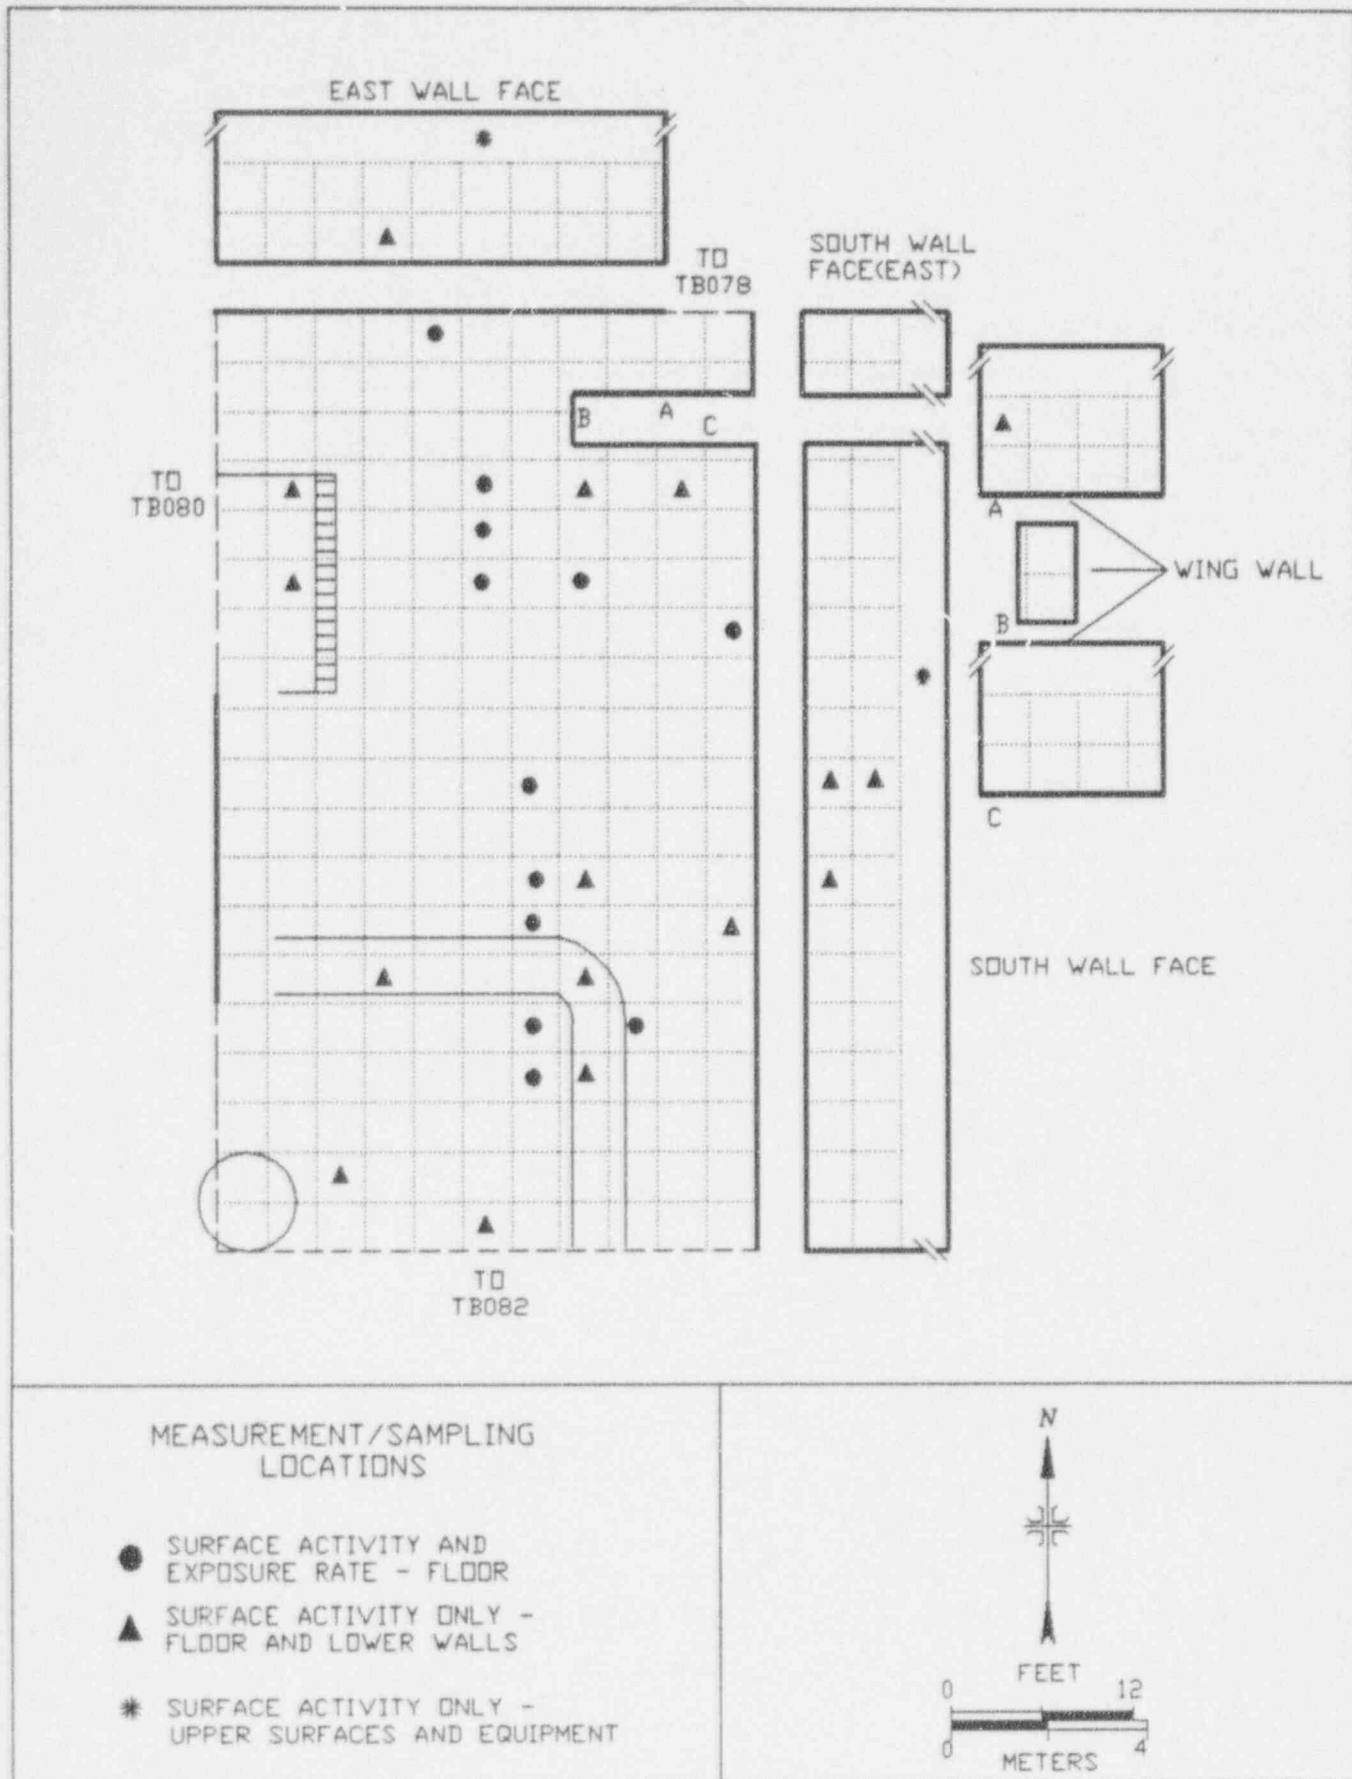 EAST WALL FACE
TO
TB078
SOUTH WALL
FACE(EAST)
B
A
C
TO
TB080
A
WING WALL
B
C
SOUTH WALL FACE
TO
TB082
MEASUREMENT/SAMPLING
LOCATIONS
SURFACE ACTIVITY AND
EXPOSURE RATE - FLOOR
SURFACE ACTIVITY ONLY -
FLOOR AND LOWER WALLS
SURFACE ACTIVITY ONLY -
UPPER SURFACES AND EQUIPMENT
N
FEET
0 12
0 4
METERS